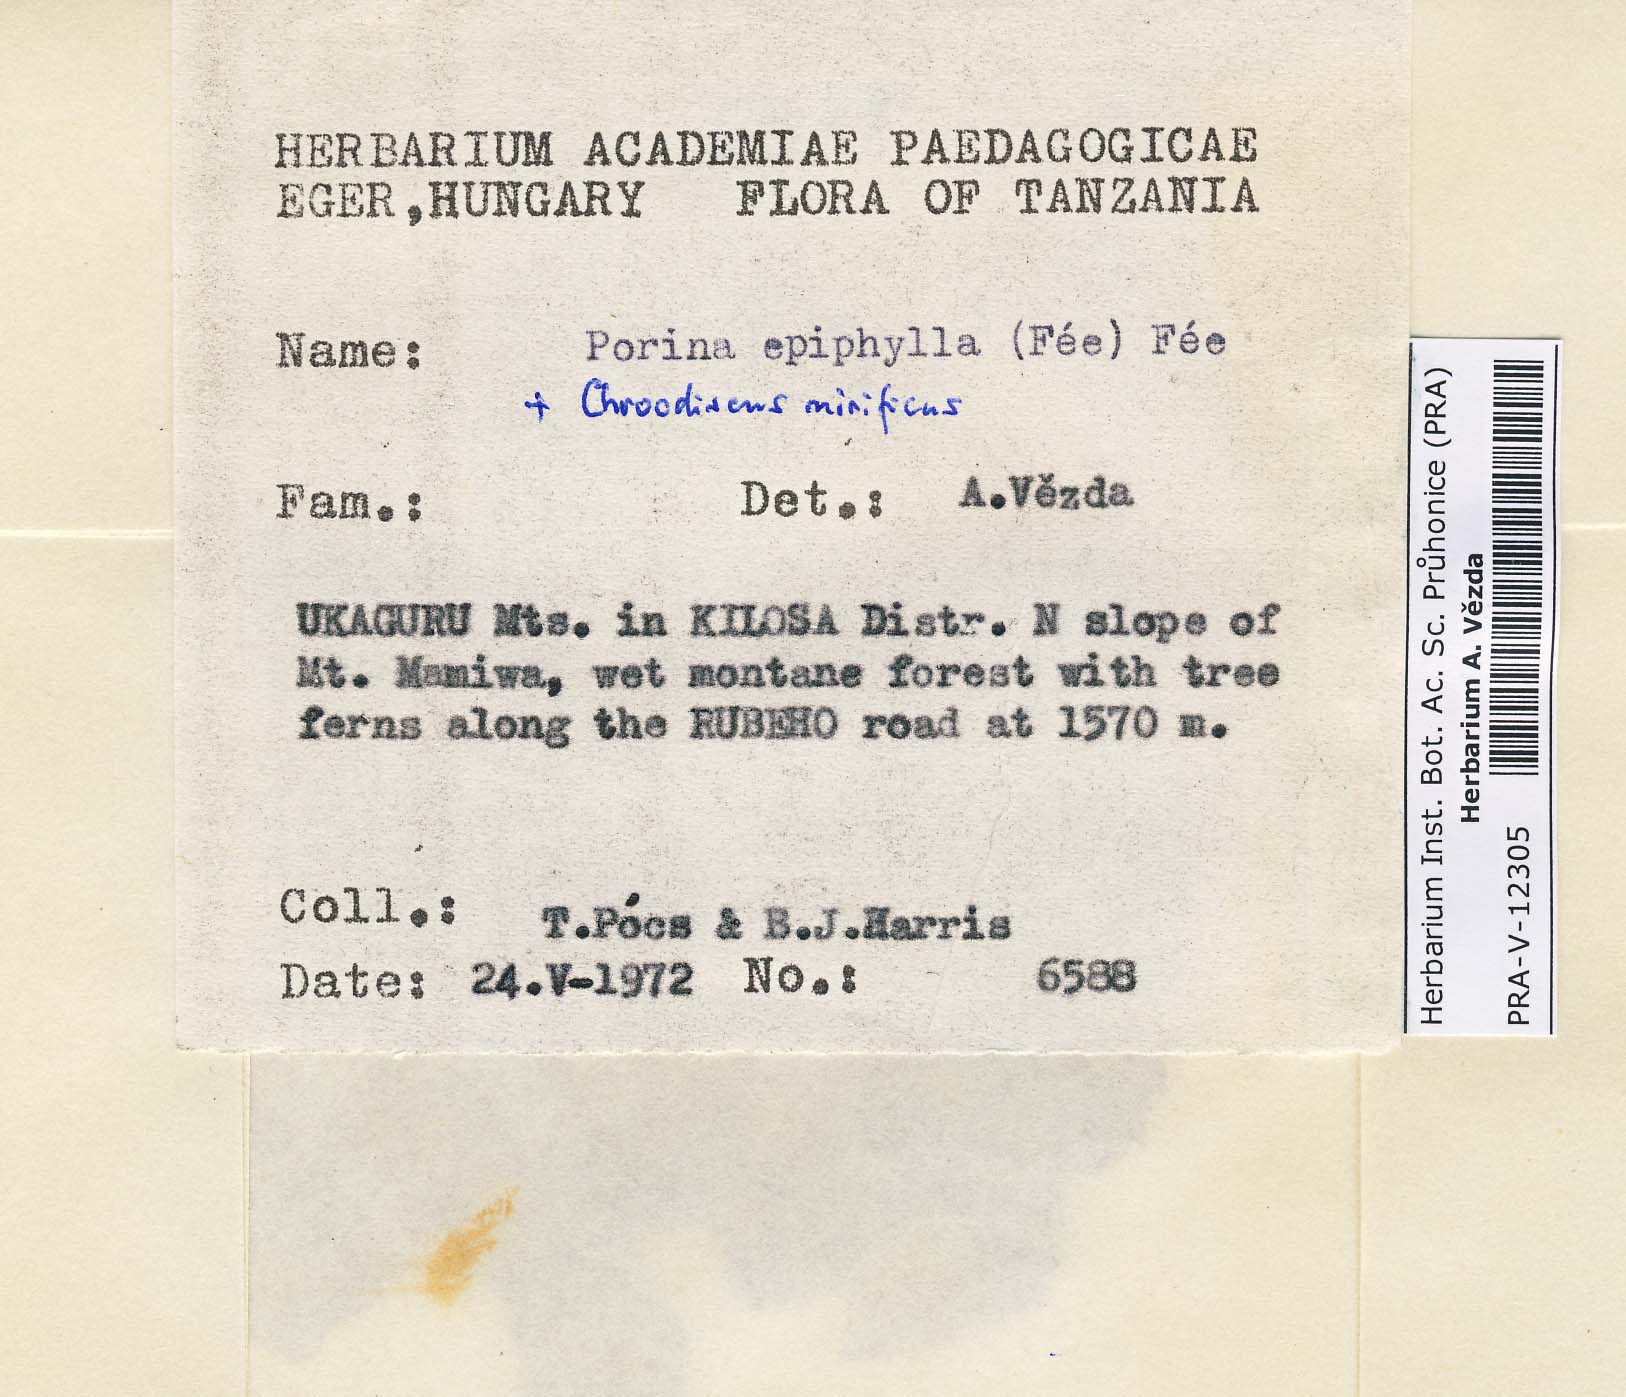 HERBARIUM ACADEMIAE PAEDAGOGICAE
EGER,HUNGARY FLORA OF TANZANIA
Name: Porina epiphylla (Fée) Fée
+ Chroodiscus mirificus
Fam.: Det.: A.Vězda
UKAGURU Mts. in KILOSA Distr. N slope of
Mt. Mamiwa, wet montane forest with tree
ferns along the RUBEHO road at 1570 m.
Coll.: T.Pócs & B.J.Harris
Date: 24.V-1972 No.: 6588
Herbarium Inst. Bot. Ac. Sc. Průhonice (PRA)
Herbarium A. Vězda
PRA-V-12305